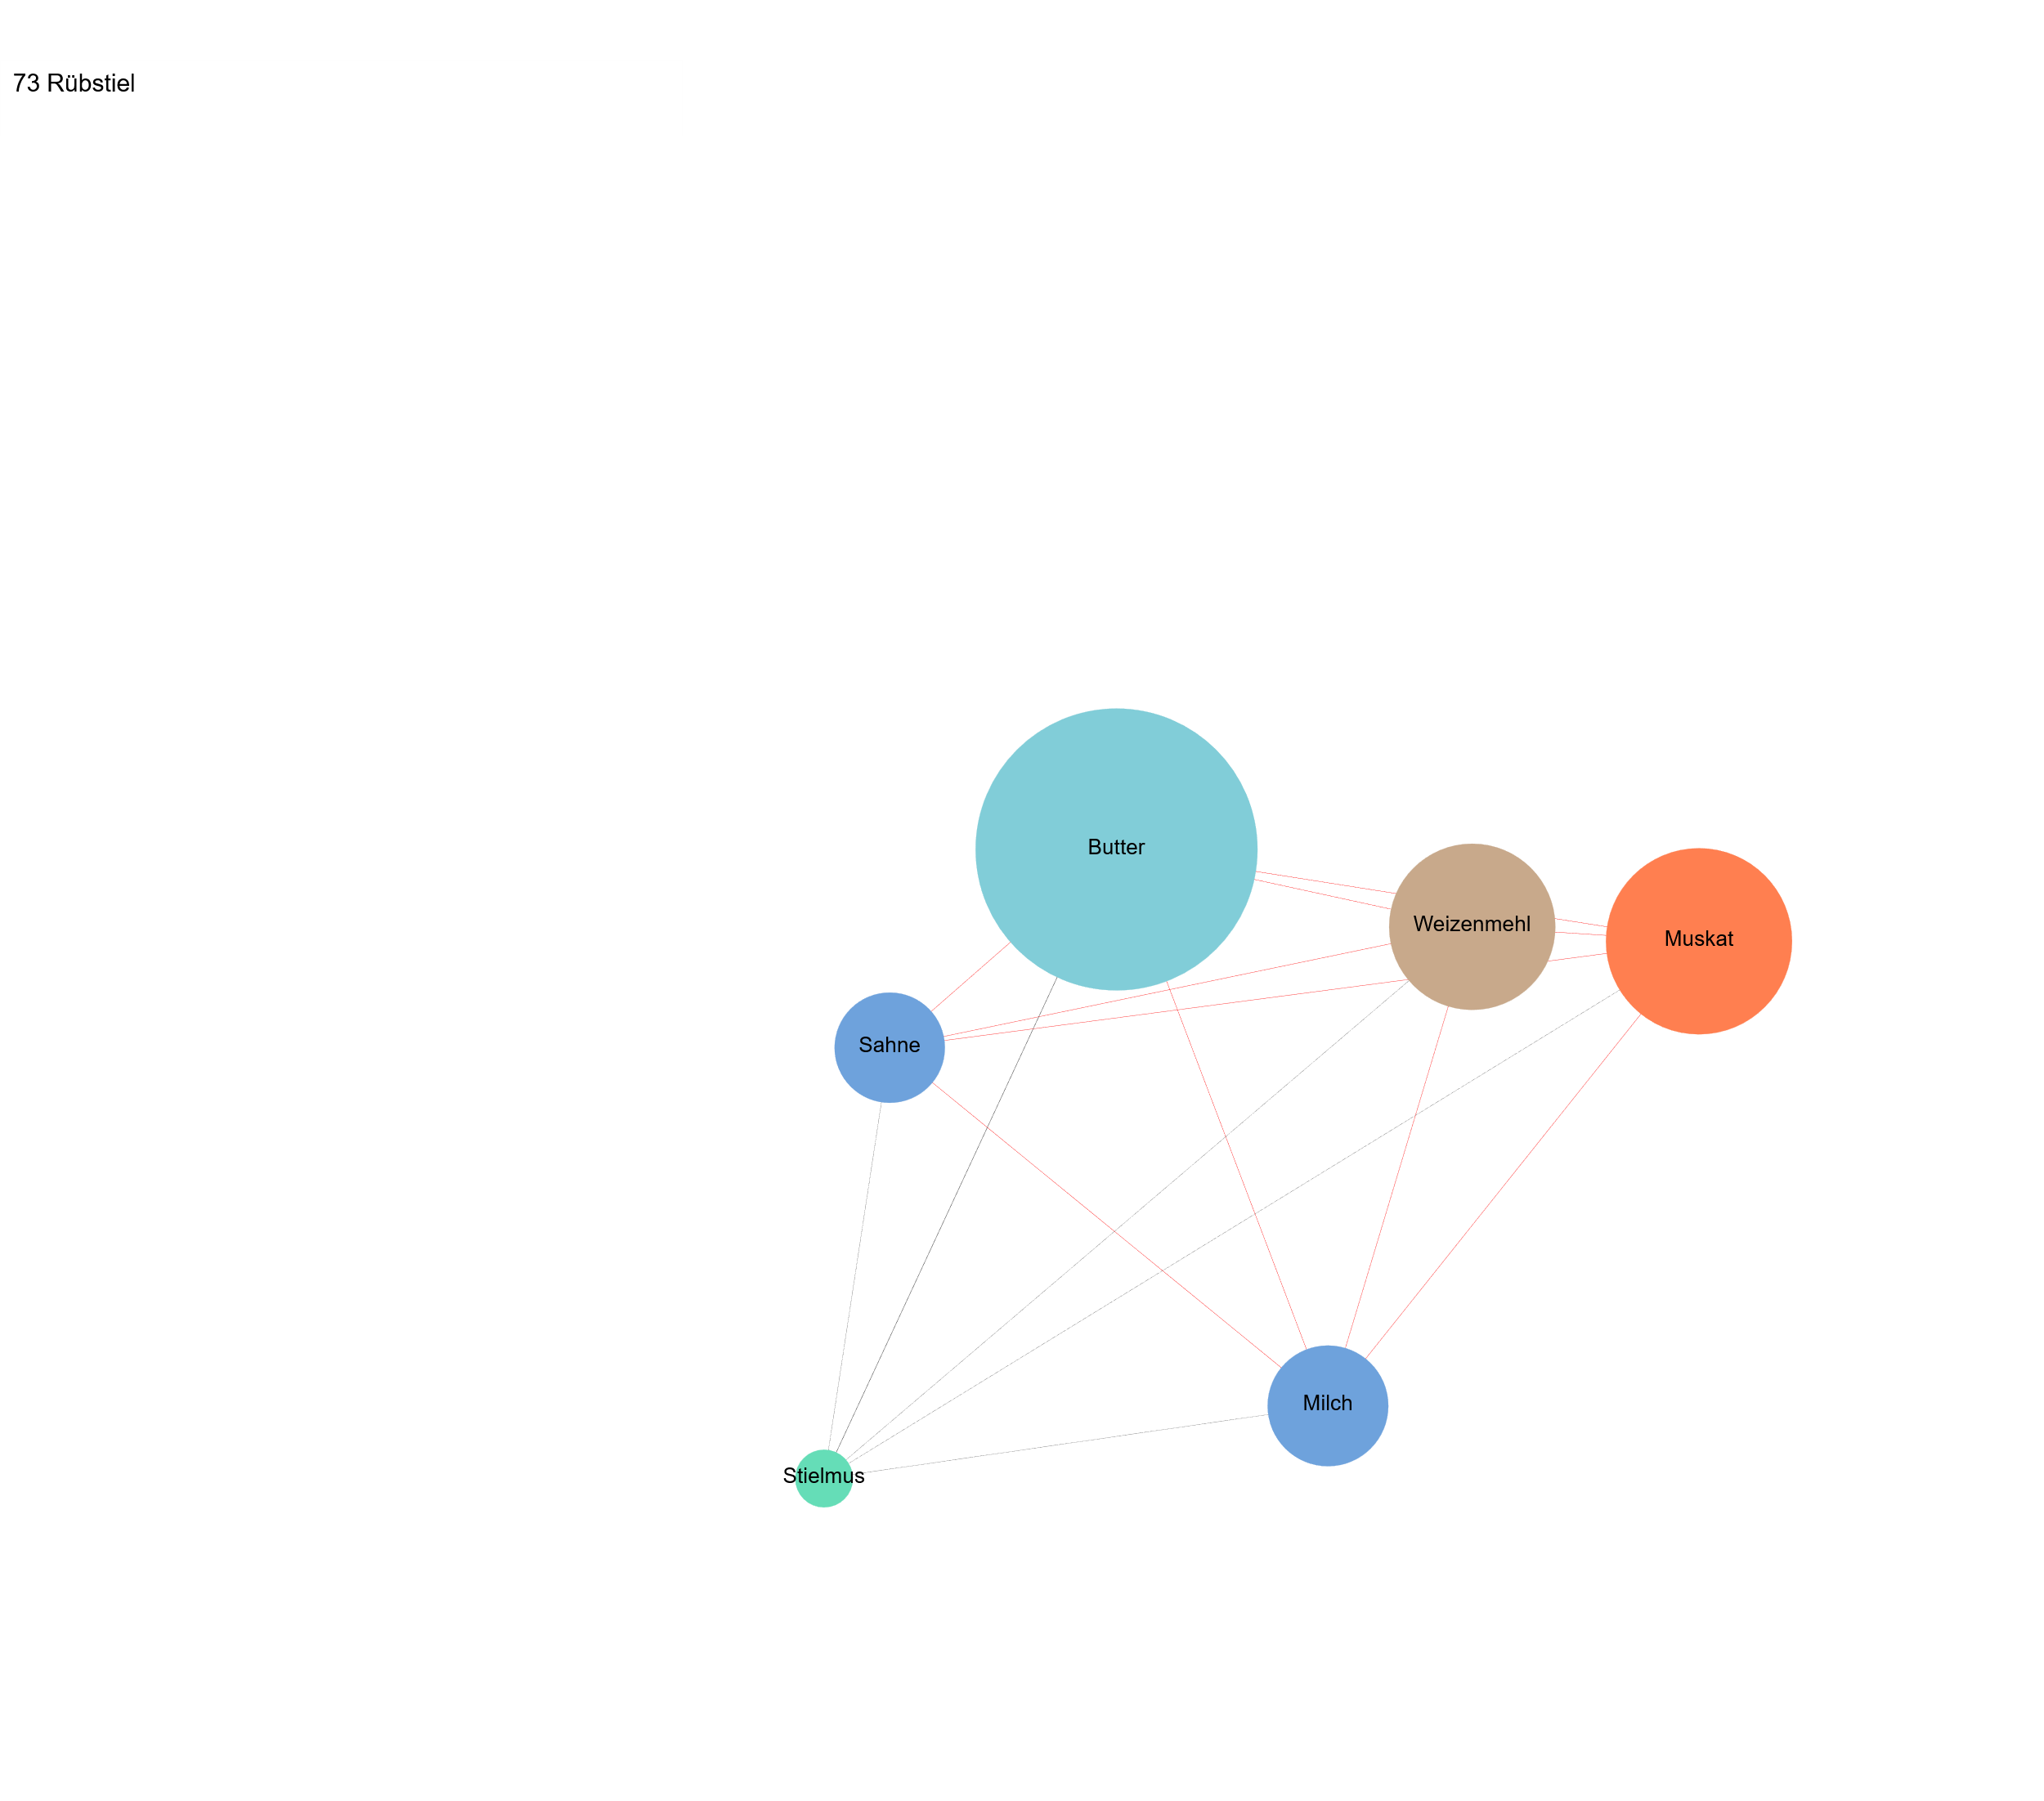 73 Rübstiel
Butter
Weizenmehl
Muskat
Sahne
Milch
Stielmus